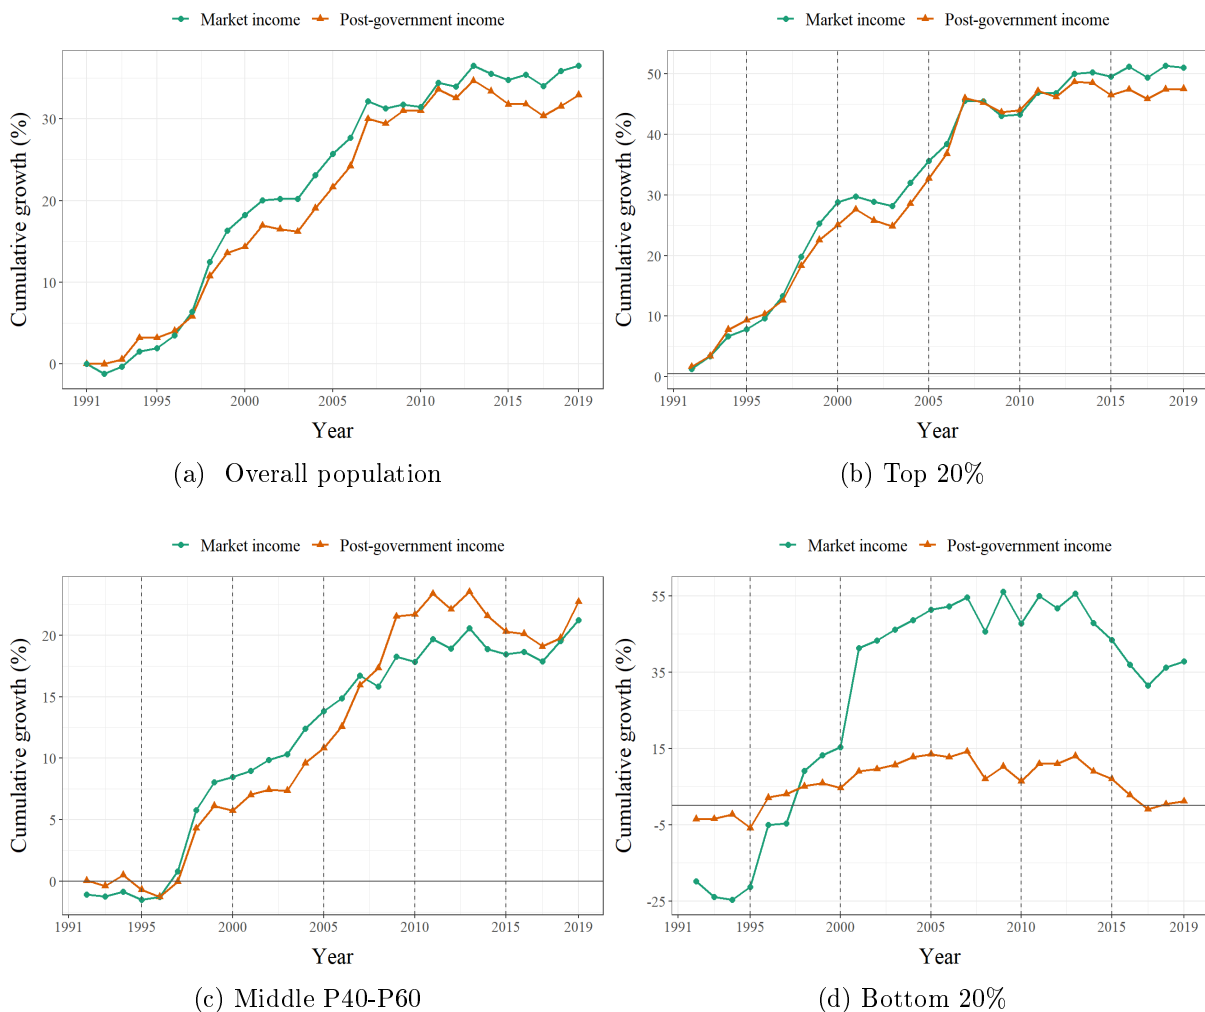 Market income Post-government income
Cumulative growth (%)
30
20
10
0
1991 1995 2000 2005 2010 2015 2019
Year
(a) Overall population
Market income Post-government income
Cumulative growth (%)
50
40
30
20
10
0
1991 1995 2000 2005 2010 2015 2019
Year
(b) Top 20%
Market income Post-government income
Cumulative growth (%)
20
15
10
5
0
1991 1995 2000 2005 2010 2015 2019
Year
(c) Middle P40-P60
Market income Post-government income
Cumulative growth (%)
55
35
15
-5
-25
1991 1995 2000 2005 2010 2015 2019
Year
(d) Bottom 20%